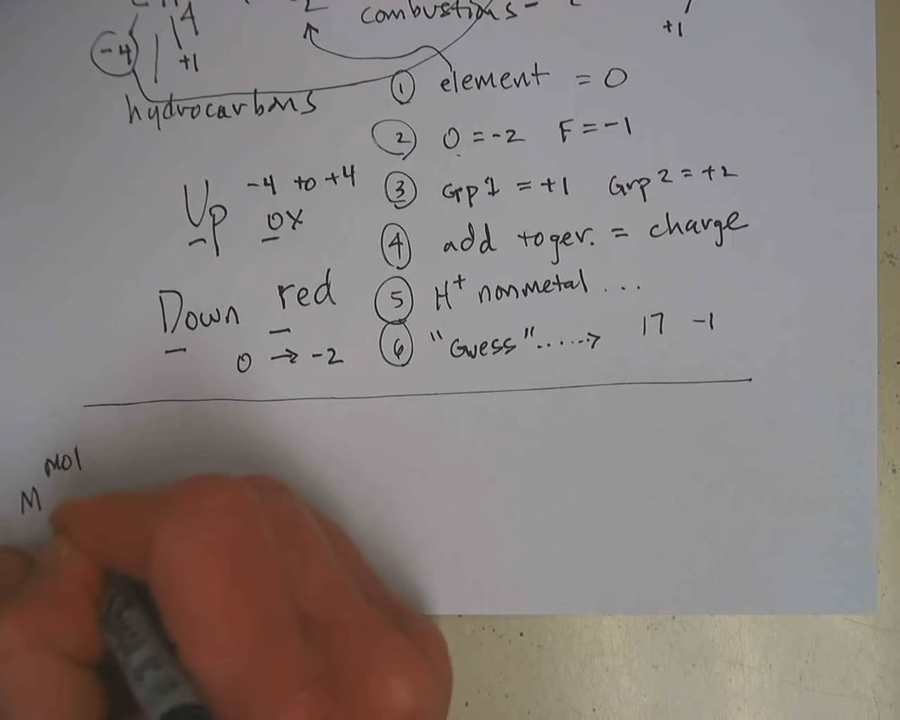 4
-2
combustions-
-4
+1
+1
hydrocarbons
① element = 0
② O = -2 F = -1
Up -4 to +4
ox
③ Grp 1 = +1 Grp 2 = +2
④ add toger. = charge
Down red
0 → -2
⑤ H⁺ nonmetal ...
⑥ "Guess".....> 17 -1
mol
M